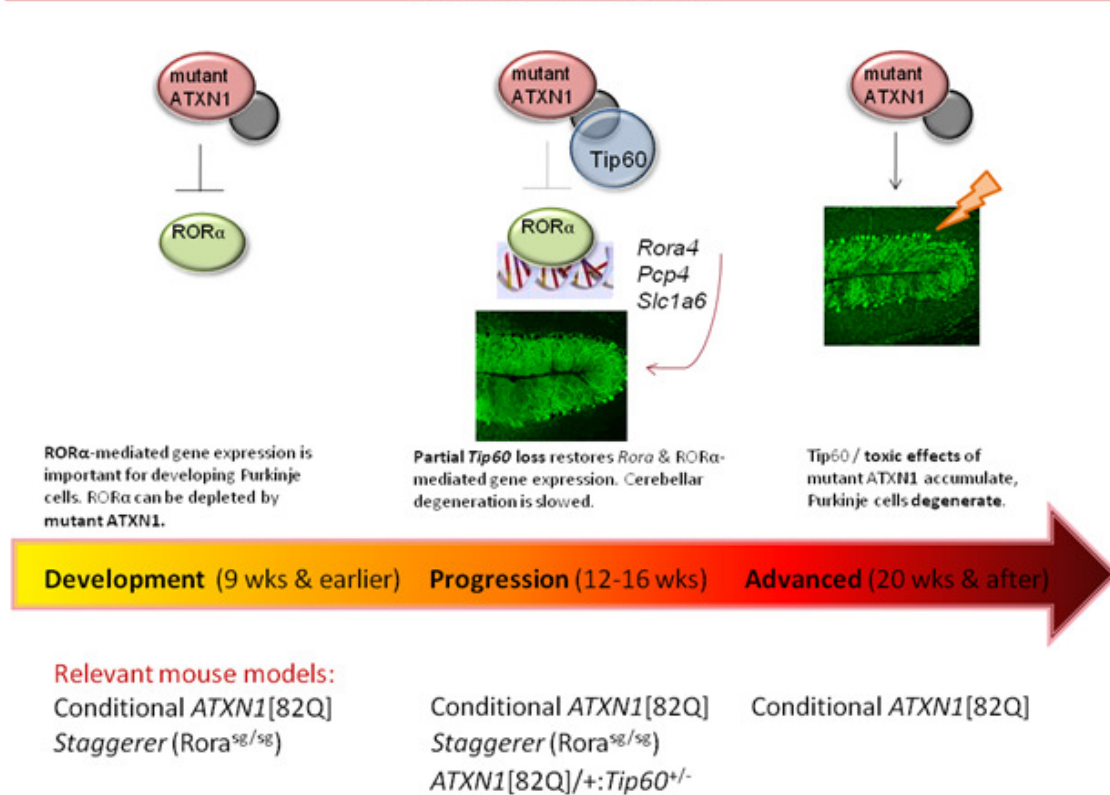 mutant
ATXN1
RORα
mutant
ATXN1
Tip60
RORα
Rora4
Pcp4
Slc1a6
mutant
ATXN1
RORα-mediated gene expression is
important for developing Purkinje
cells. RORα can be depleted by
mutant ATXN1.
Partial Tip60 loss restores Rora & RORα-
mediated gene expression. Cerebellar
degeneration is slowed.
Tip60 / toxic effects of
mutant ATXN1 accumulate,
Purkinje cells degenerate.
Development (9 wks & earlier)
Progression (12-16 wks)
Advanced (20 wks & after)
Relevant mouse models:
Conditional ATXN1[82Q]
Staggerer (Rora^sg/sg)
Conditional ATXN1[82Q]
Staggerer (Rora^sg/sg)
ATXN1[82Q]/+:Tip60^+/-
Conditional ATXN1[82Q]